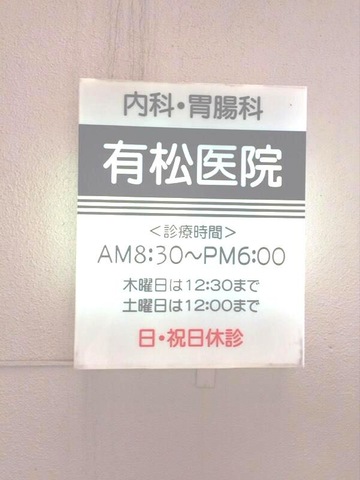 内科・胃腸科
有松医院
＜診療時間＞
AM8:30～PM6:00
木曜日は12:30まで
土曜日は12:00まで
日・祝日休診